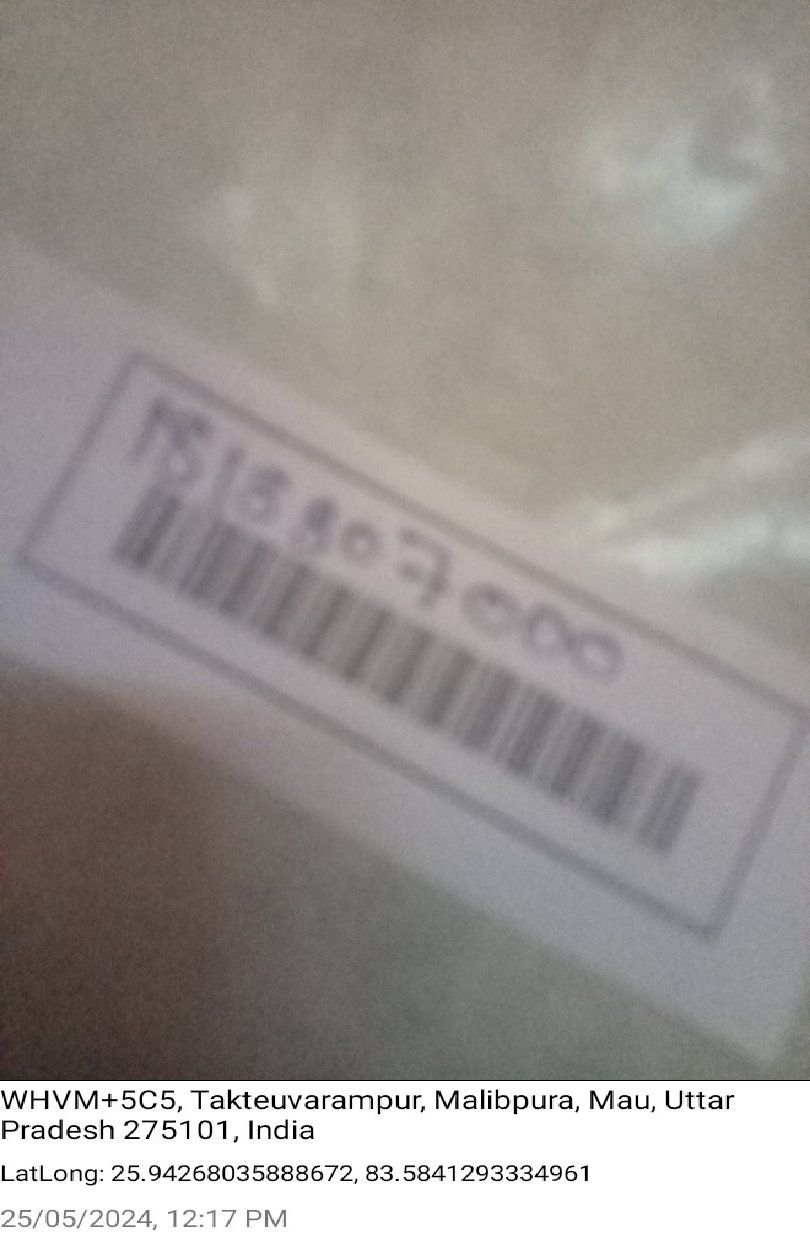 WHVM+5C5, Takteuvarampur, Malibpura, Mau, Uttar
Pradesh 275101, India
LatLong: 25.94268035888672, 83.5841293334961
25/05/2024, 12:17 PM